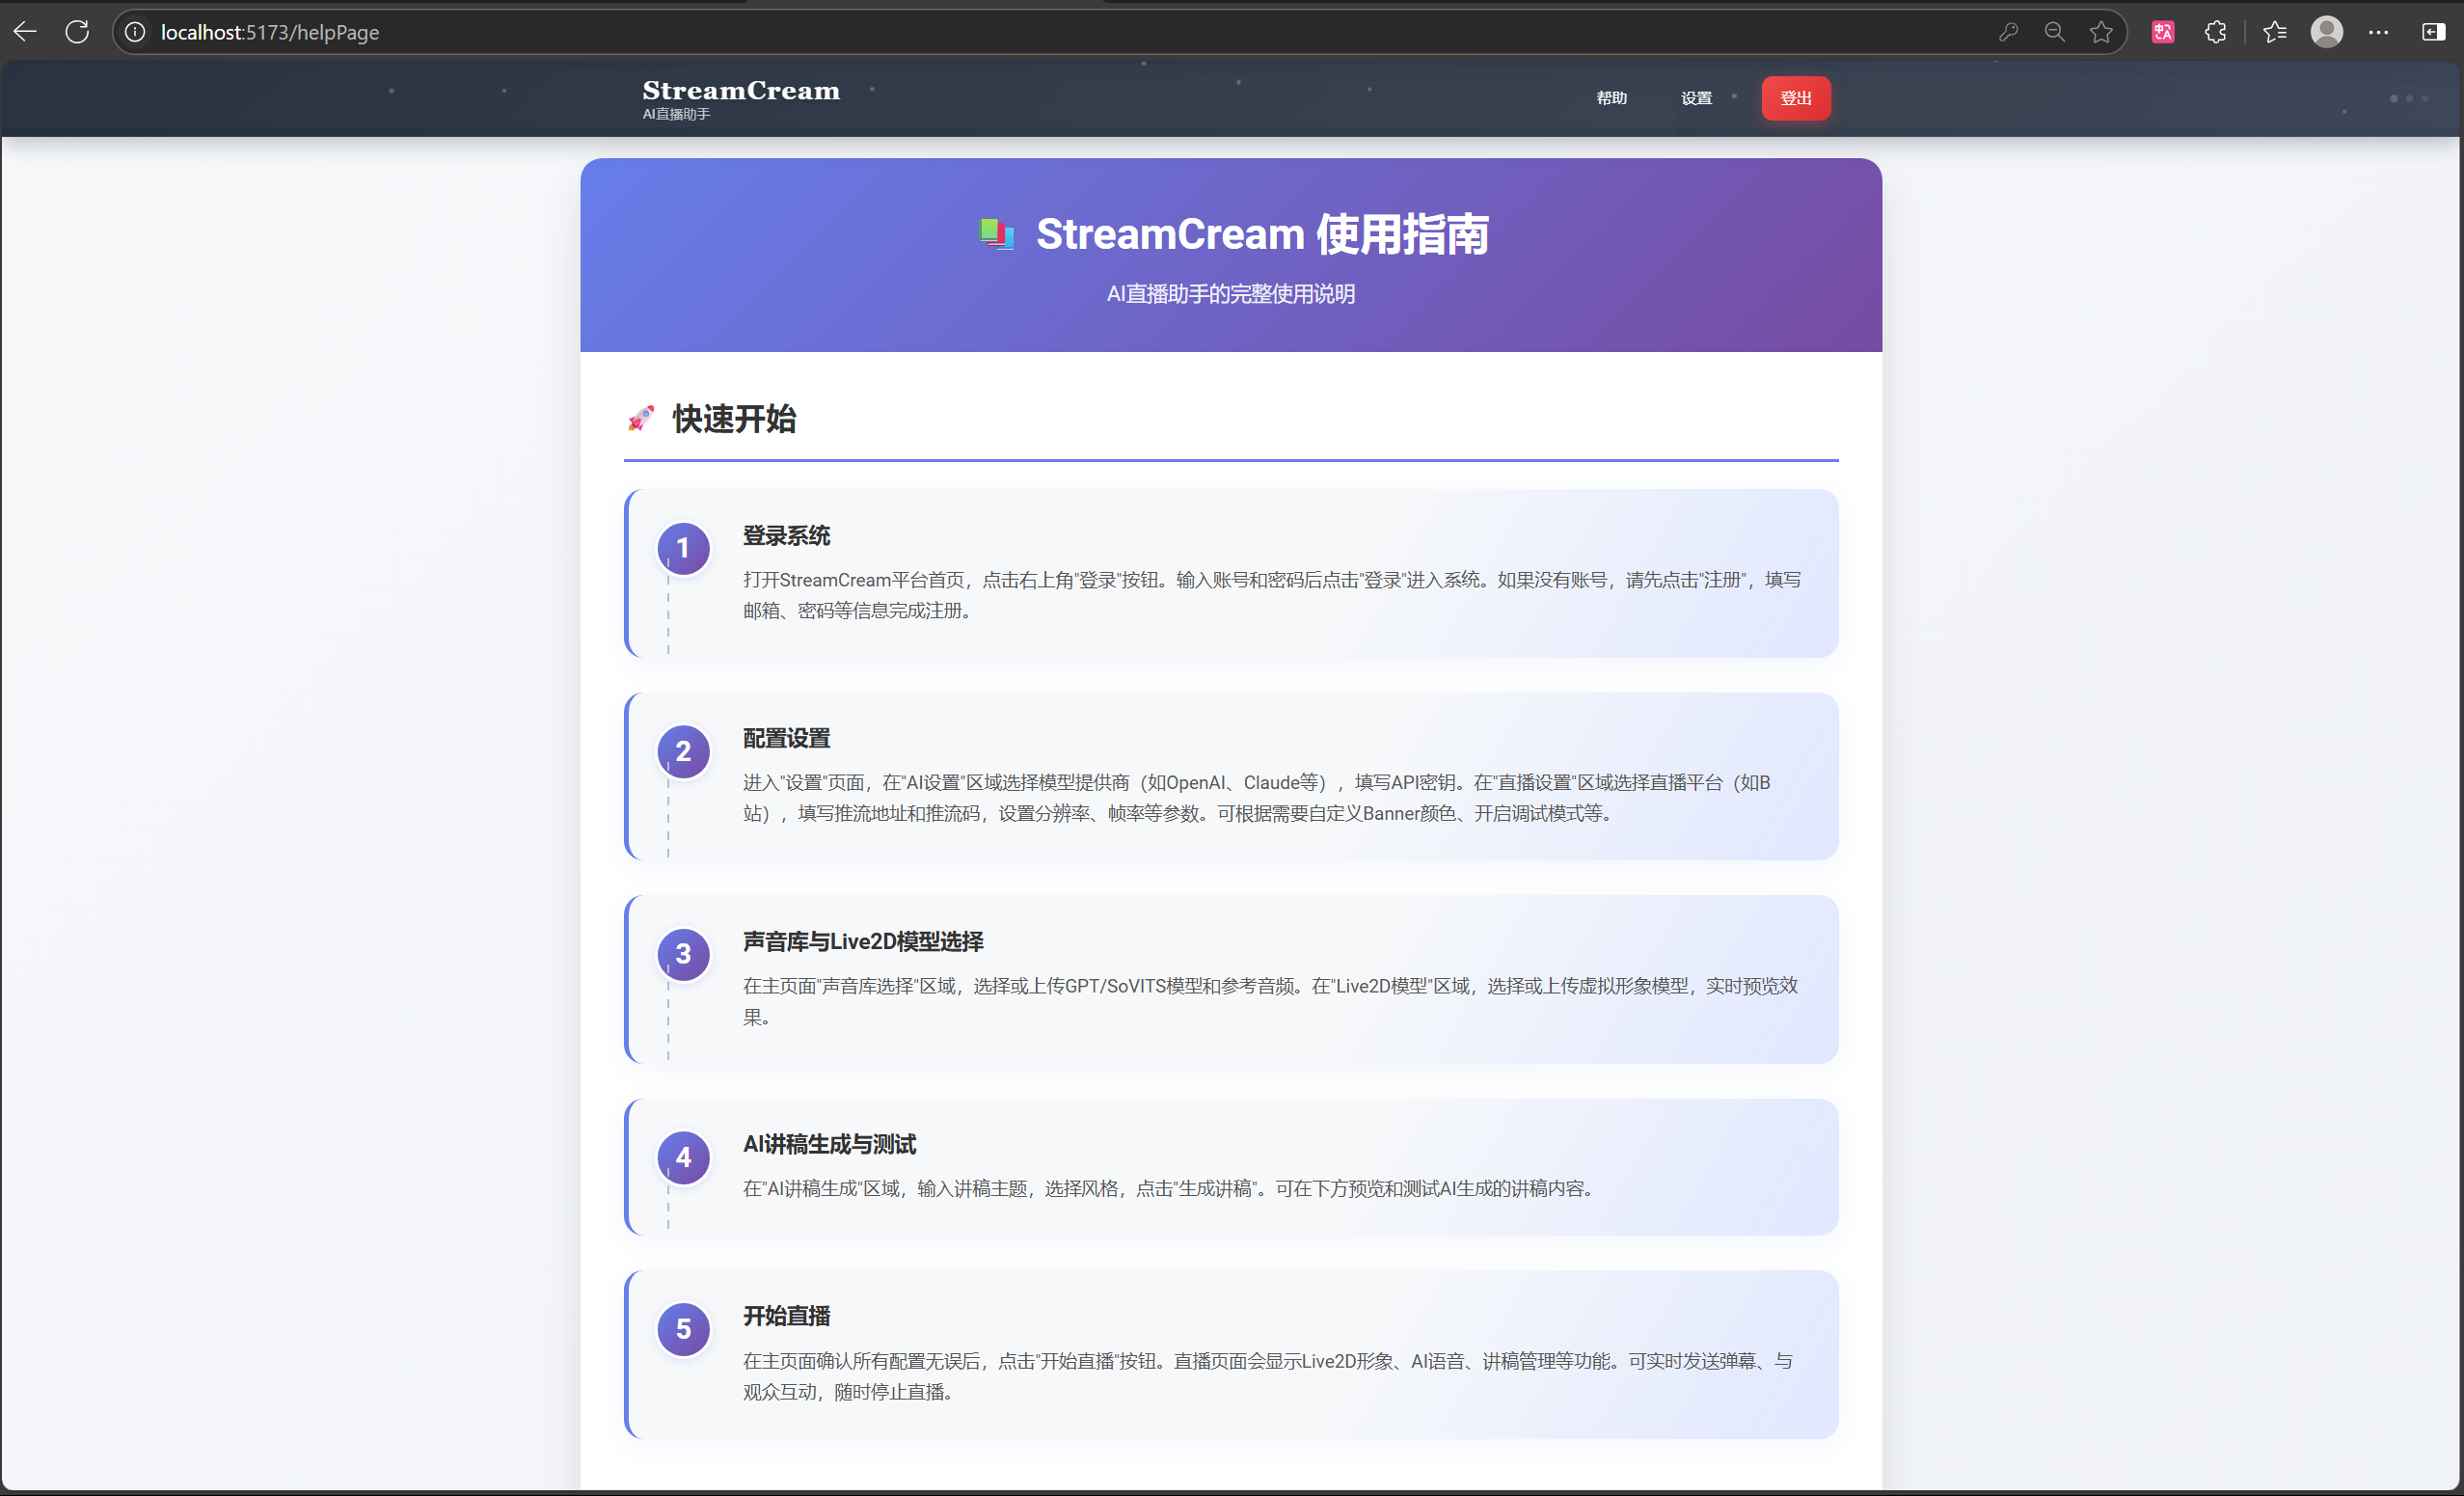 localhost:5173/helpPage
StreamCream
AI直播助手
帮助
设置
登出
StreamCream 使用指南
AI直播助手的完整使用说明
快速开始
1
登录系统
打开StreamCream平台首页，点击右上角"登录"按钮。输入账号和密码后点击"登录"进入系统。如果没有账号，请先点击"注册"，填写
邮箱、密码等信息完成注册。
2
配置设置
进入"设置"页面，在"AI设置"区域选择模型提供商（如OpenAI、Claude等），填写API密钥。在"直播设置"区域选择直播平台（如B
站），填写推流地址和推流码，设置分辨率、帧率等参数。可根据需要自定义Banner颜色、开启调试模式等。
3
声音库与Live2D模型选择
在主页面"声音库选择"区域，选择或上传GPT/SoVITS模型和参考音频。在"Live2D模型"区域，选择或上传虚拟形象模型，实时预览效
果。
4
AI讲稿生成与测试
在"AI讲稿生成"区域，输入讲稿主题，选择风格，点击"生成讲稿"。可在下方预览和测试AI生成的讲稿内容。
5
开始直播
在主页面确认所有配置无误后，点击"开始直播"按钮。直播页面会显示Live2D形象、AI语音、讲稿管理等功能。可实时发送弹幕、与
观众互动，随时停止直播。